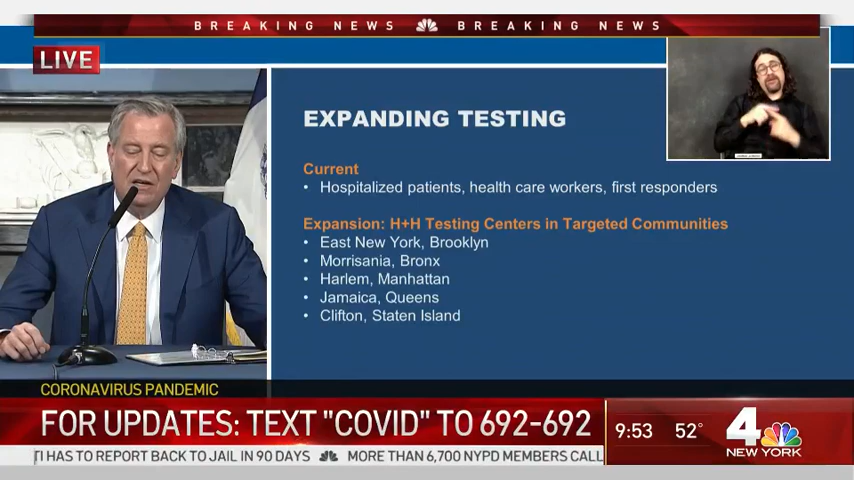 BREAKING NEWS BREAKING NEWS
LIVE
EXPANDING TESTING
Current
• Hospitalized patients, health care workers, first responders
Expansion: H+H Testing Centers in Targeted Communities
• East New York, Brooklyn
• Morrisania, Bronx
• Harlem, Manhattan
• Jamaica, Queens
• Clifton, Staten Island
CORONAVIRUS PANDEMIC
FOR UPDATES: TEXT "COVID" TO 692-692
9:53 52°
4
NEW YORK
TI HAS TO REPORT BACK TO JAIL IN 90 DAYS MORE THAN 6,700 NYPD MEMBERS CALL